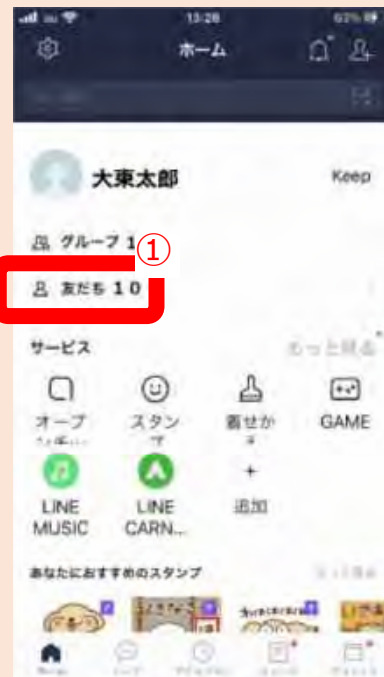 13:28
ホーム
大東太郎 Keep
グループ 1
①
友だち 10
サービス もっと見る
オープ スタン 着せか GAME
LINE LINE 追加
MUSIC CARN...
あなたにおすすめのスタンプ